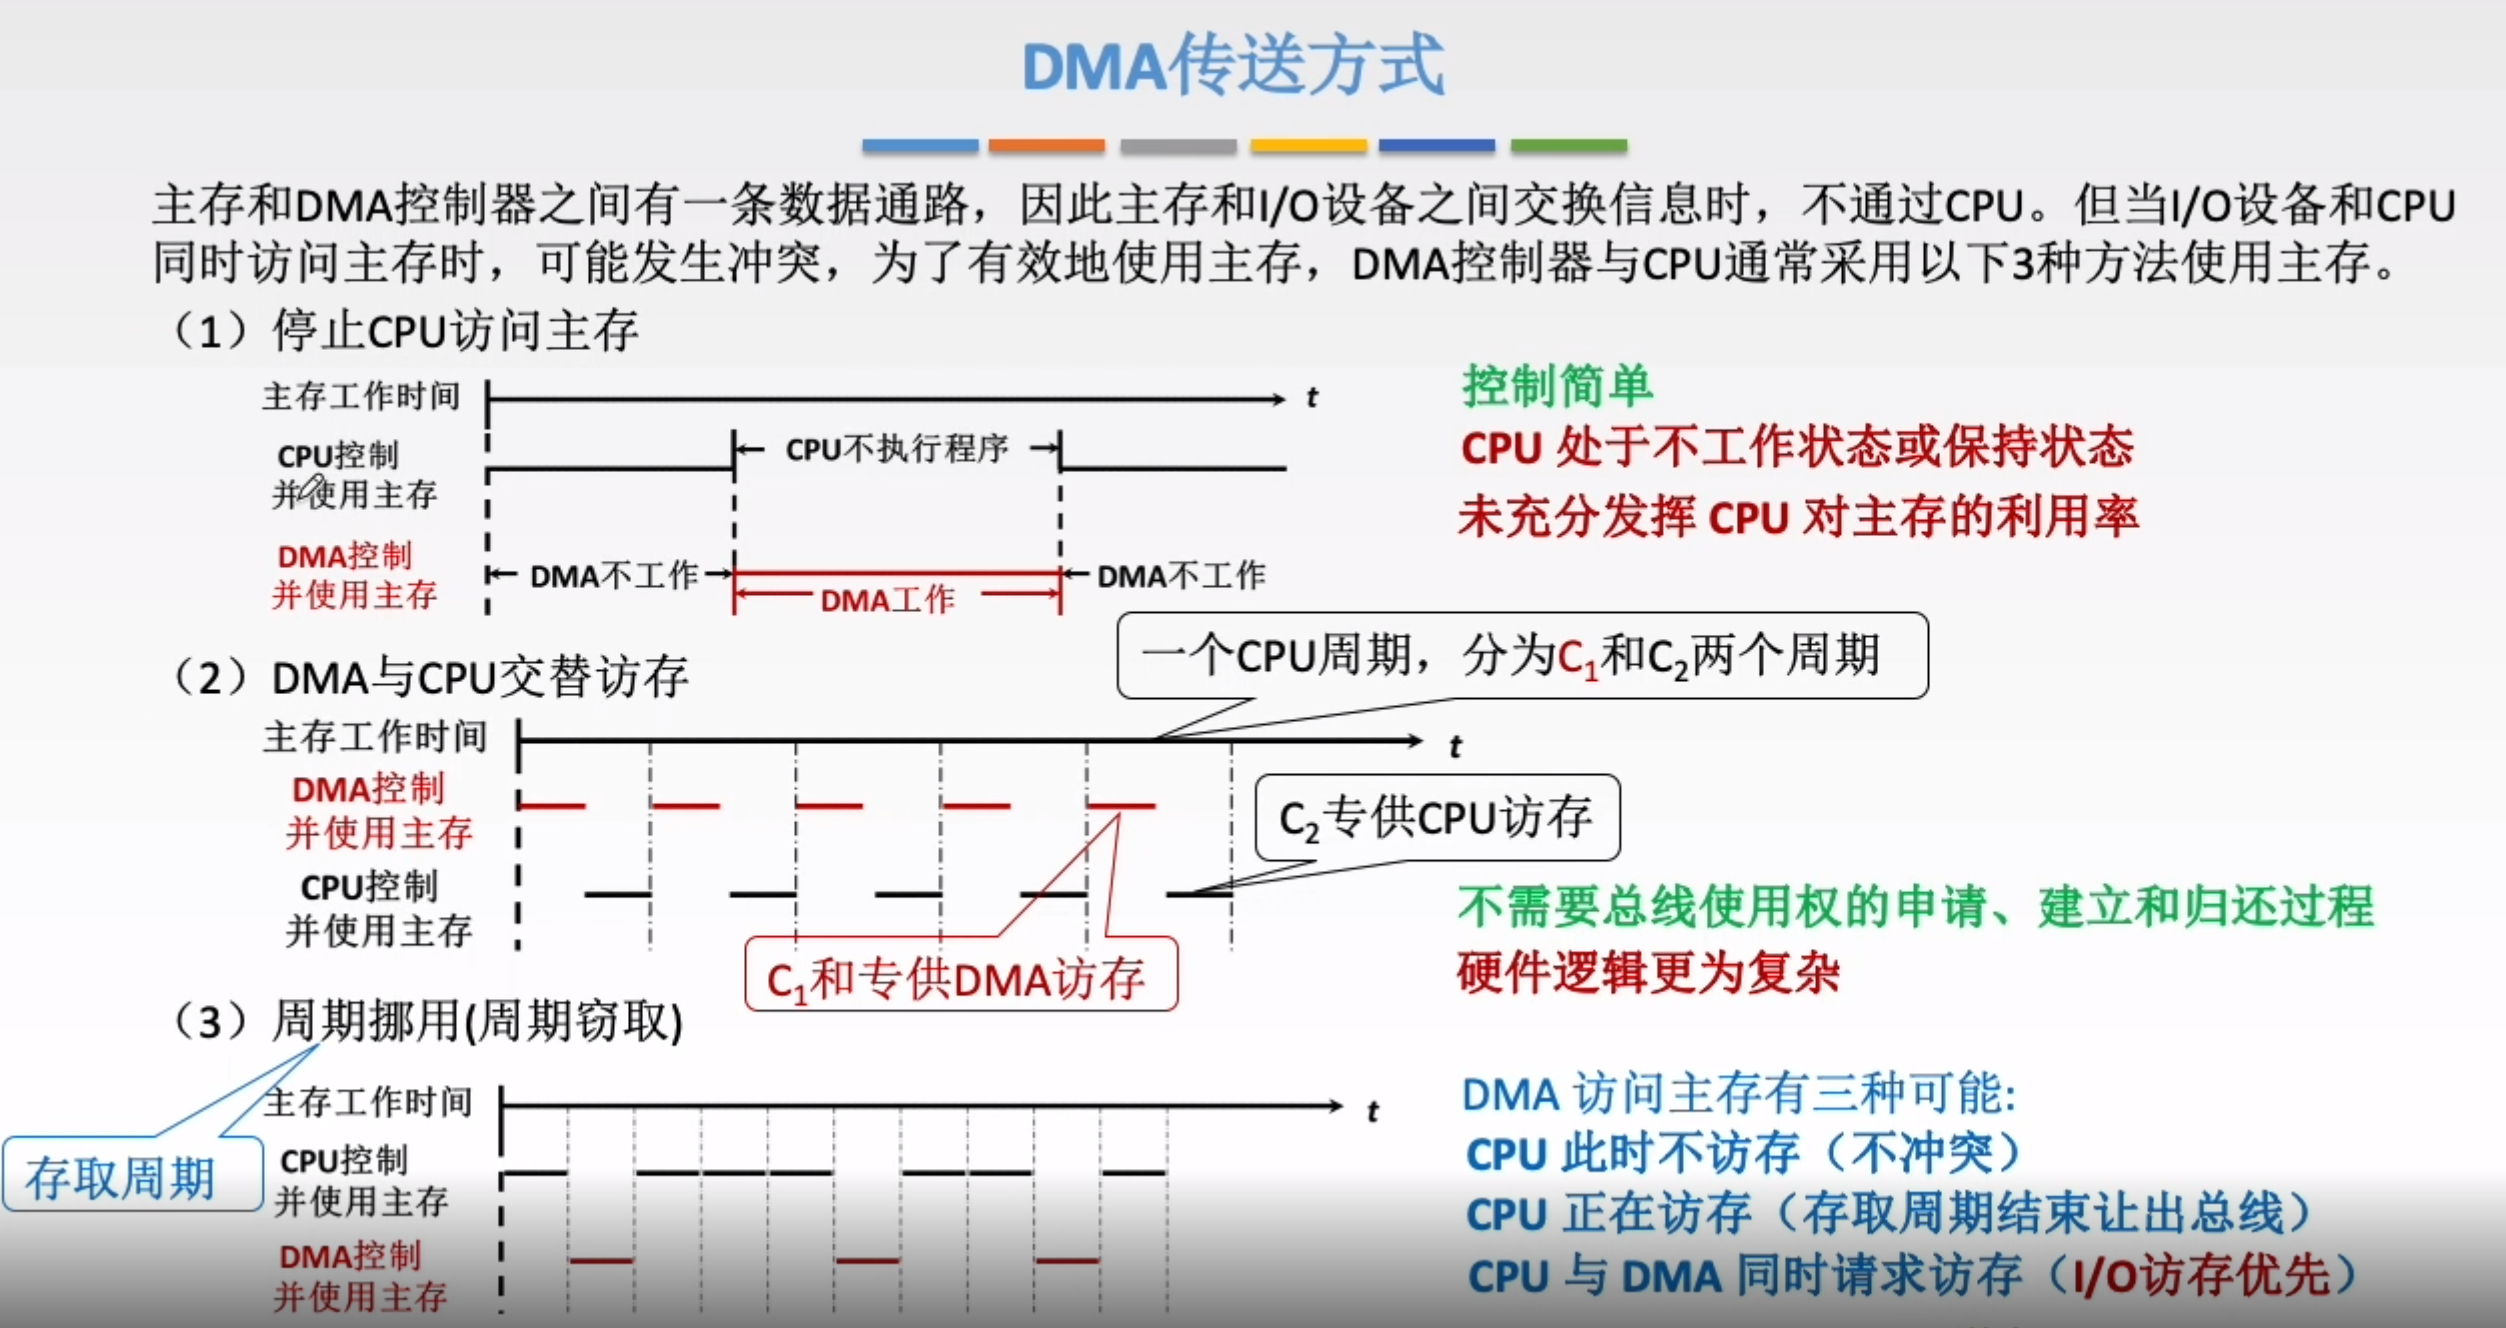 DMA传送方式
主存和DMA控制器之间有一条数据通路，因此主存和I/O设备之间交换信息时，不通过CPU。但当I/O设备和CPU
同时访问主存时，可能发生冲突，为了有效地使用主存，DMA控制器与CPU通常采用以下3种方法使用主存。
（1）停止CPU访问主存
主存工作时间
t
CPU控制
并使用主存
CPU不执行程序
DMA控制
并使用主存
DMA不工作
DMA工作
DMA不工作
控制简单
CPU 处于不工作状态或保持状态
未充分发挥 CPU 对主存的利用率
（2）DMA与CPU交替访存
一个CPU周期，分为C1和C2两个周期
主存工作时间
t
DMA控制
并使用主存
C2专供CPU访存
CPU控制
并使用主存
C1和专供DMA访存
不需要总线使用权的申请、建立和归还过程
硬件逻辑更为复杂
（3）周期挪用(周期窃取)
存取周期
主存工作时间
t
CPU控制
并使用主存
DMA控制
并使用主存
DMA 访问主存有三种可能:
CPU 此时不访存（不冲突）
CPU 正在访存（存取周期结束让出总线）
CPU 与 DMA 同时请求访存（I/O访存优先）